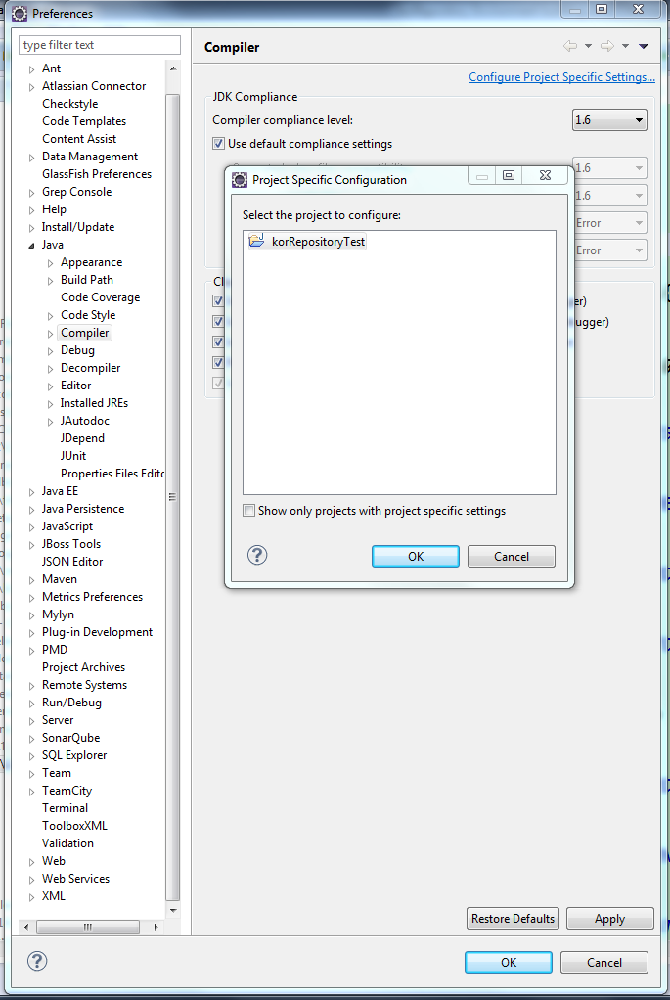 Preferences
type filter text
Ant
Atlassian Connector
Checkstyle
Code Templates
Content Assist
Data Management
GlassFish Preferences
Grep Console
Help
Install/Update
Java
Appearance
Build Path
Code Coverage
Code Style
Compiler
Debug
Decompiler
Editor
Installed JREs
JAutodoc
JDepend
JUnit
Properties Files Edito
Java EE
Java Persistence
JavaScript
JBoss Tools
JSON Editor
Maven
Metrics Preferences
Mylyn
Plug-in Development
PMD
Project Archives
Remote Systems
Run/Debug
Server
SonarQube
SQL Explorer
Team
TeamCity
Terminal
ToolboxXML
Validation
Web
Web Services
XML
Compiler
Configure Project Specific Settings...
JDK Compliance
Compiler compliance level:
1.6
Use default compliance settings
1.6
1.6
Error
Error
Cl
er)
ugger)
Project Specific Configuration
Select the project to configure:
korRepositoryTest
Show only projects with project specific settings
OK
Cancel
Restore Defaults
Apply
OK
Cancel